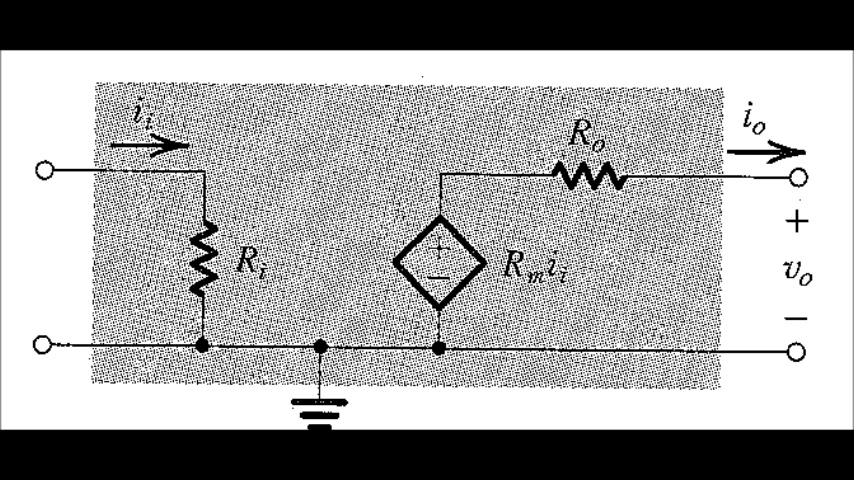 i_i
R_i
R_m i_i
+
−
R_o
i_o
+
v_o
−